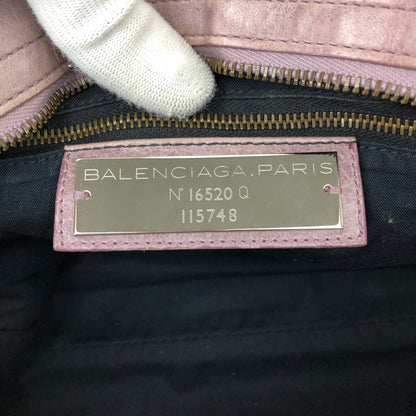 BALENCIAGA.PARIS
N° 16520 Q
115748